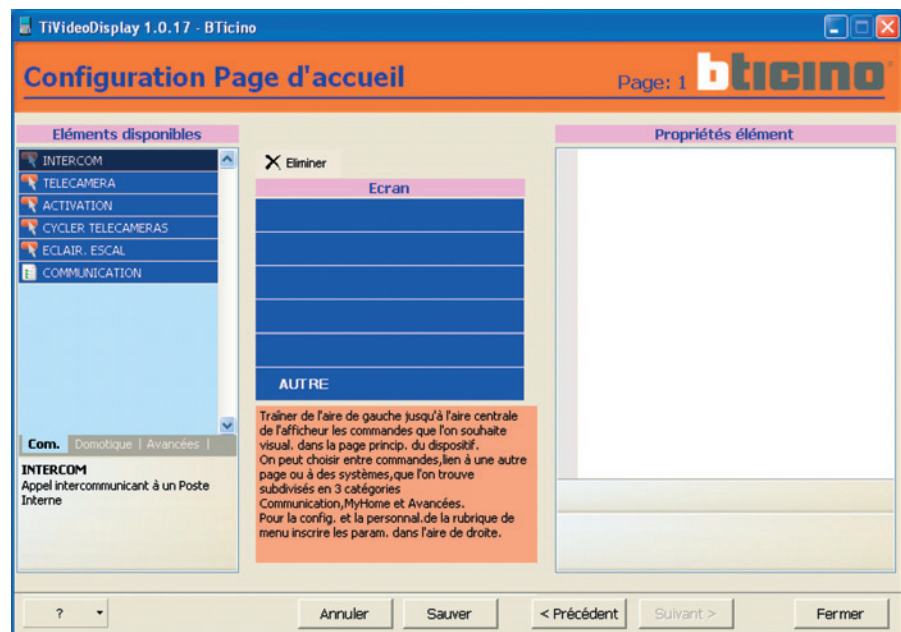 TiVideoDisplay 1.0.17 - BTicino
Configuration Page d'accueil
Page: 1
bticino
Eléments disponibles
INTERCOM
TELECAMERA
ACTIVATION
CYCLER TELECAMERAS
ECLAIR. ESCAL
COMMUNICATION
Com. Domotique | Avancées |
INTERCOM
Appel intercommunicant à un Poste
Interne
Eliminer
Ecran
AUTRE
Traîner de l'aire de gauche jusqu'à l'aire centrale
de l'afficheur les commandes que l'on souhaite
visual. dans la page princip. du dispositif.
On peut choisir entre commandes,lien à une autre
page ou à des systèmes,que l'on trouve
subdivisés en 3 catégories
Communication,MyHome et Avancées.
Pour la config. et la personnal.de la rubrique de
menu inscrire les param. dans l'aire de droite.
Propriétés élément
?
Annuler
Sauver
< Précédent
Suivant >
Fermer